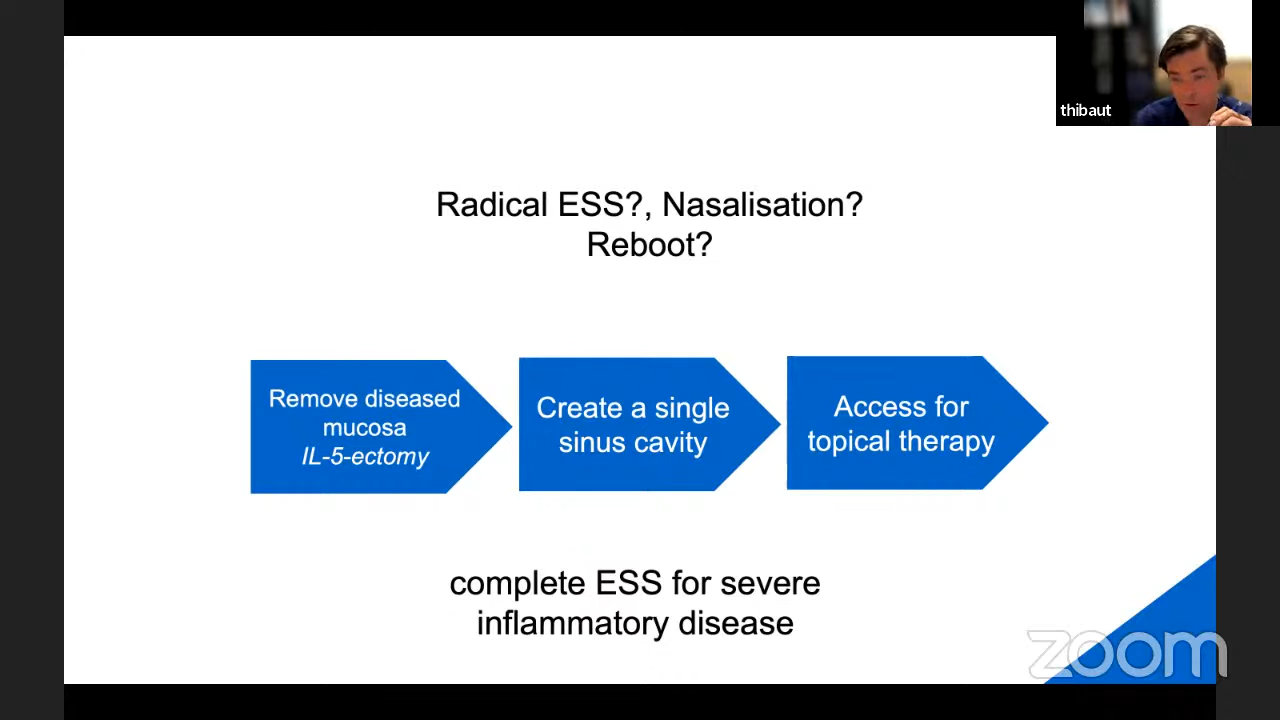 thibaut
Radical ESS?, Nasalisation?
Reboot?
Remove diseased
mucosa
IL-5-ectomy
Create a single
sinus cavity
Access for
topical therapy
complete ESS for severe
inflammatory disease
zoom